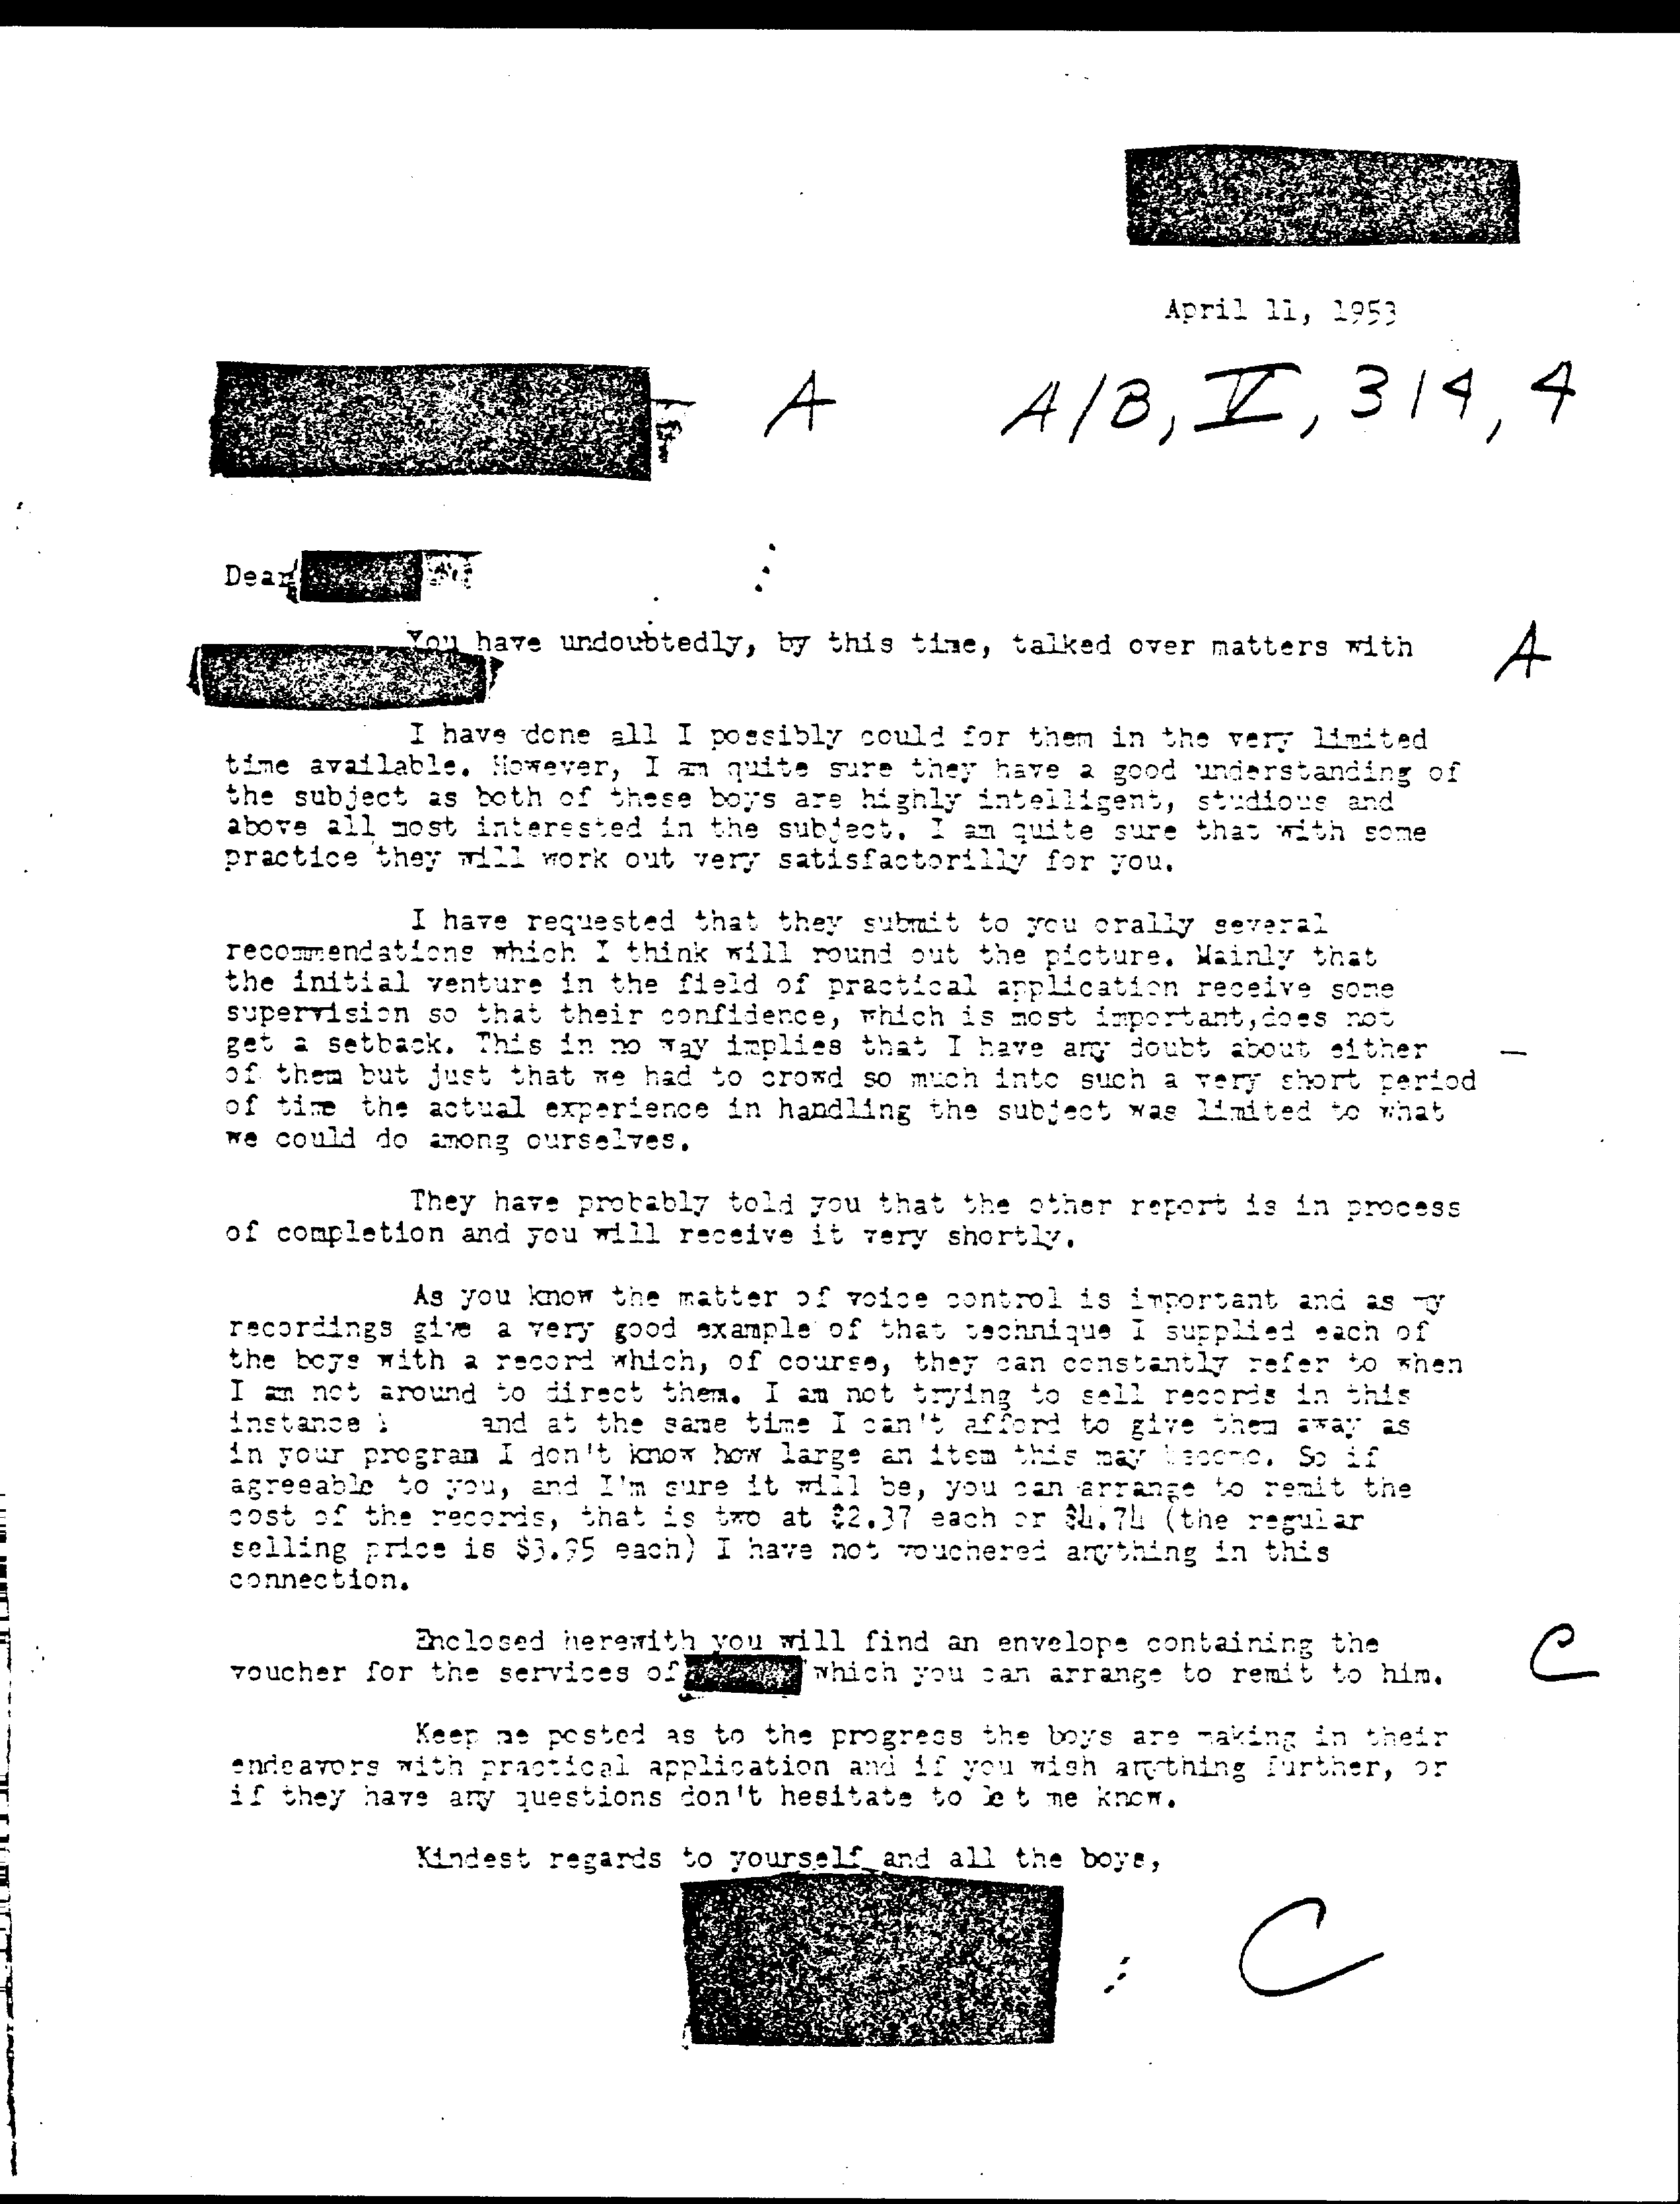 April 11, 1953
A A/B, V, 314, 4
Dear
You have undoubtedly, by this time, talked over matters with A
I have done all I possibly could for them in the very limited
time available. However, I am quite sure they have a good understanding of
the subject as both of these boys are highly intelligent, studious and
above all most interested in the subject. I am quite sure that with some
practice they will work out very satisfactorilly for you.
I have requested that they submit to you orally several
recommendations which I think will round out the picture. Mainly that
the initial venture in the field of practical application receive some
supervision so that their confidence, which is most important,does not
get a setback. This in no way implies that I have any doubt about either
of them but just that we had to crowd so much into such a very short period
of time the actual experience in handling the subject was limited to what
we could do among ourselves.
They have probably told you that the other report is in process
of completion and you will receive it very shortly.
As you know the matter of voice control is important and as my
recordings give a very good example of that technique I supplied each of
the boys with a record which, of course, they can constantly refer to when
I am not around to direct them. I am not trying to sell records in this
instance and at the same time I can't afford to give them away as
in your program I don't know how large an item this may become. So if
agreeable to you, and I'm sure it will be, you can arrange to remit the
cost of the records, that is two at $2.37 each or $4.74 (the regular
selling price is $3.95 each) I have not vouchered anything in this
connection.
Enclosed herewith you will find an envelope containing the C
voucher for the services of which you can arrange to remit to him.
Keep me posted as to the progress the boys are making in their
endeavors with practical application and if you wish anything further, or
if they have any questions don't hesitate to let me know.
Kindest regards to yourself and all the boys,
C